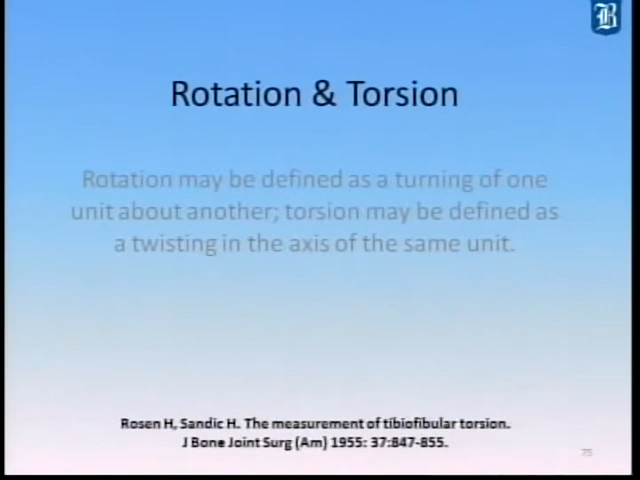 B
Rotation & Torsion
Rotation may be defined as a turning of one
unit about another; torsion may be defined as
a twisting in the axis of the same unit.
Rosen H, Sandic H. The measurement of tibiofibular torsion.
J Bone Joint Surg (Am) 1955: 37:847-855.
75